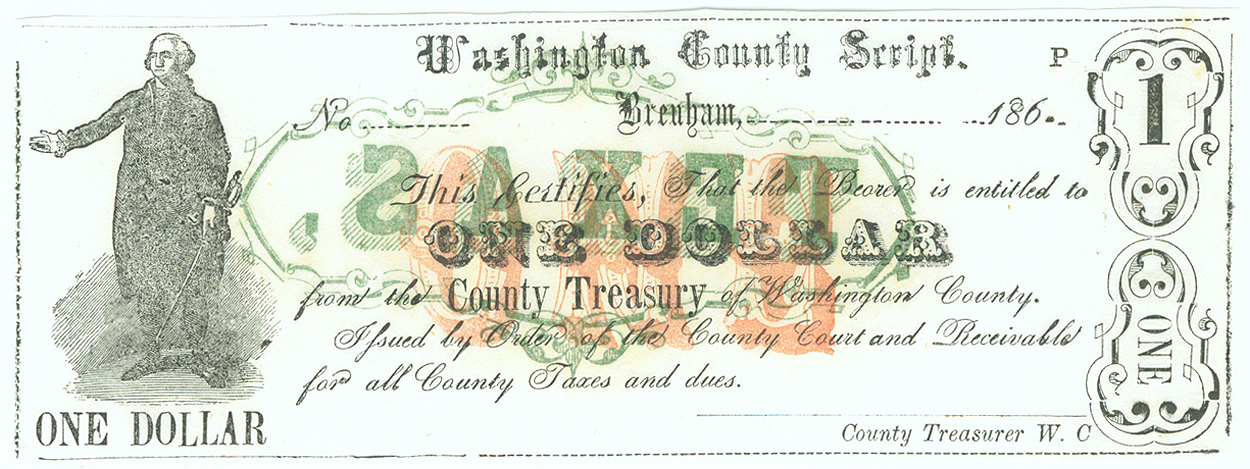 Washington County Script.
P
No
Brenham, 186
1
TEXAS,
ONE
This Certifies, That the Bearer is entitled to
ONE DOLLAR
from the County Treasury of Washington County.
Issued by Order of the County Court and Receivable
for all County Taxes and dues.
ONE
ONE DOLLAR
County Treasurer W. C